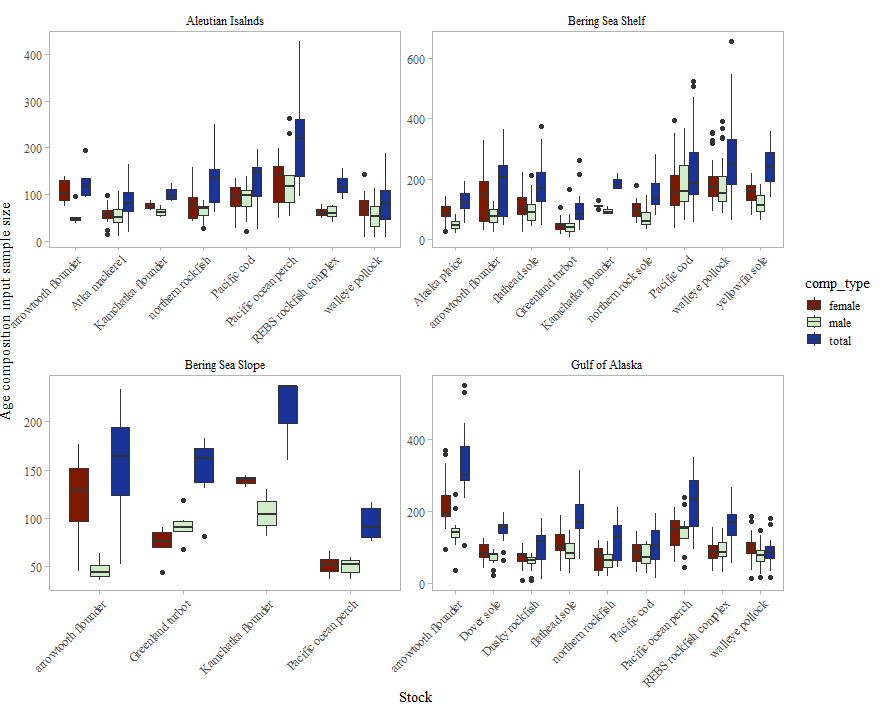 Aleutian Isalnds
Bering Sea Shelf
400
300
200
100
0
600
400
200
0
arrowtooth flounder
Atka mackerel
Kamchatka flounder
northern rockfish
Pacific cod
Pacific ocean perch
REBS rockfish complex
walleye pollock
Alaska plaice
arrowtooth flounder
flathead sole
Greenland turbot
Kamchatka flounder
northern rock sole
Pacific cod
walleye pollock
yellowfin sole
Age composition input sample size
comp_type
female
male
total
Bering Sea Slope
Gulf of Alaska
200
150
100
50
400
200
0
arrowtooth flounder
Greenland turbot
Kamchatka flounder
Pacific ocean perch
arrowtooth flounder
Dover sole
Dusky rockfish
flathead sole
northern rockfish
Pacific cod
Pacific ocean perch
REBS rockfish complex
walleye pollock
Stock